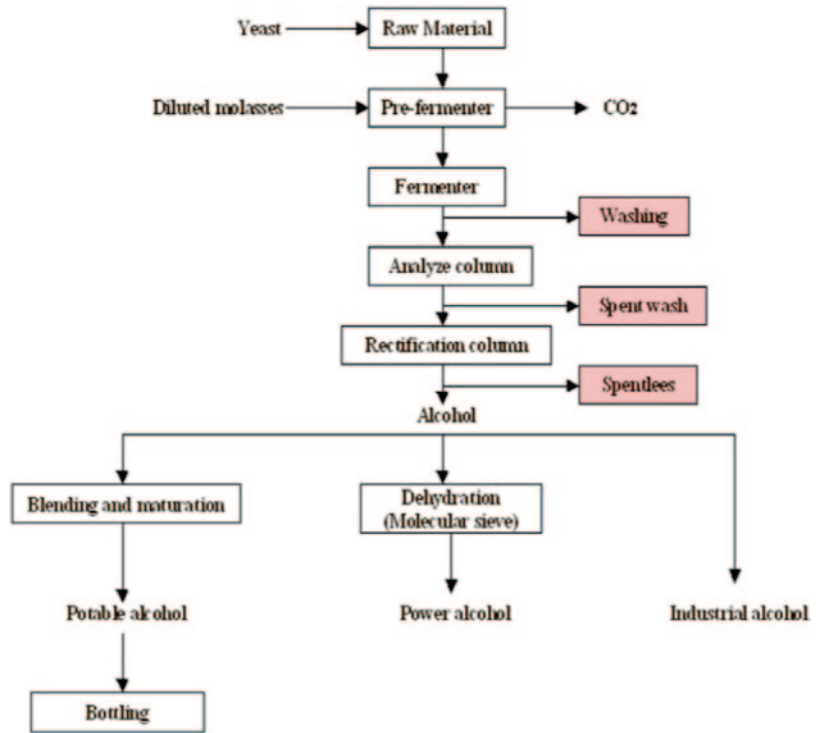 Yeast
Raw Material
Diluted molasses
Pre-fermenter
CO2
Fermenter
Washing
Analyze column
Spent wash
Rectification column
Spentlees
Alcohol
Blending and maturation
Dehydration
(Molecular sieve)
Potable alcohol
Power alcohol
Industrial alcohol
Bottling